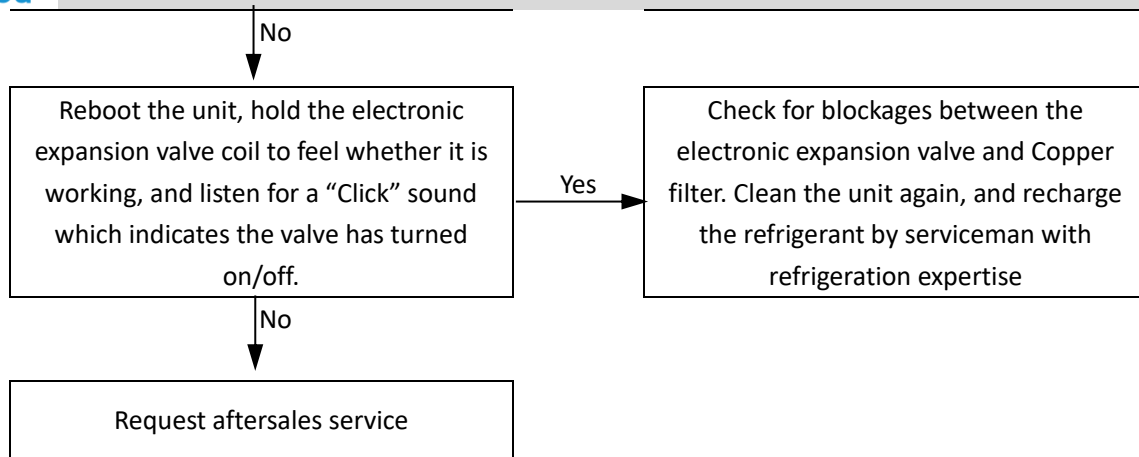 No
Reboot the unit, hold the electronic
expansion valve coil to feel whether it is
working, and listen for a “Click” sound
which indicates the valve has turned
on/off.
Yes
Check for blockages between the
electronic expansion valve and Copper
filter. Clean the unit again, and recharge
the refrigerant by serviceman with
refrigeration expertise
No
Request aftersales service